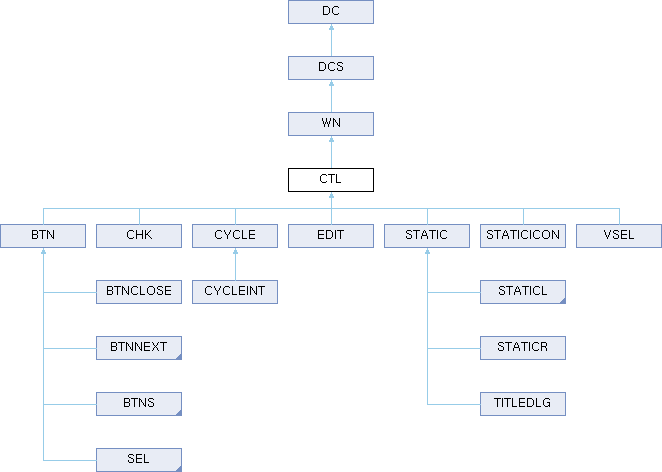 DC
DCS
WN
CTL
BTN
CHK
CYCLE
EDIT
STATIC
STATICICON
VSEL
BTNCLOSE
CYCLEINT
STATICL
BTNNEXT
STATICR
BTNS
TITLEDLG
SEL